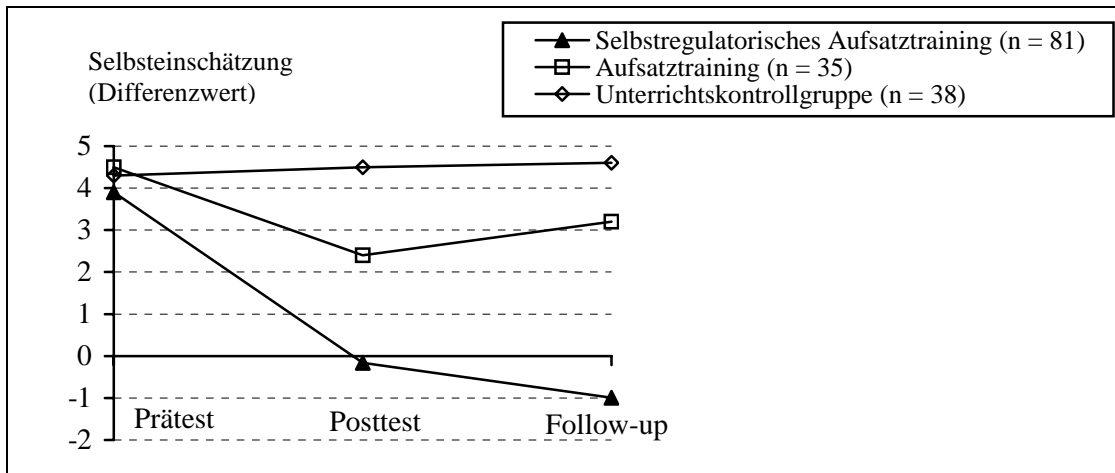 Selbsteinschätzung
(Differenzwert)
Selbstregulatorisches Aufsatztraining (n = 81)
Aufsatztraining (n = 35)
Unterrichtskontrollgruppe (n = 38)
5
4
3
2
1
0
-1
-2
Prätest Posttest Follow-up